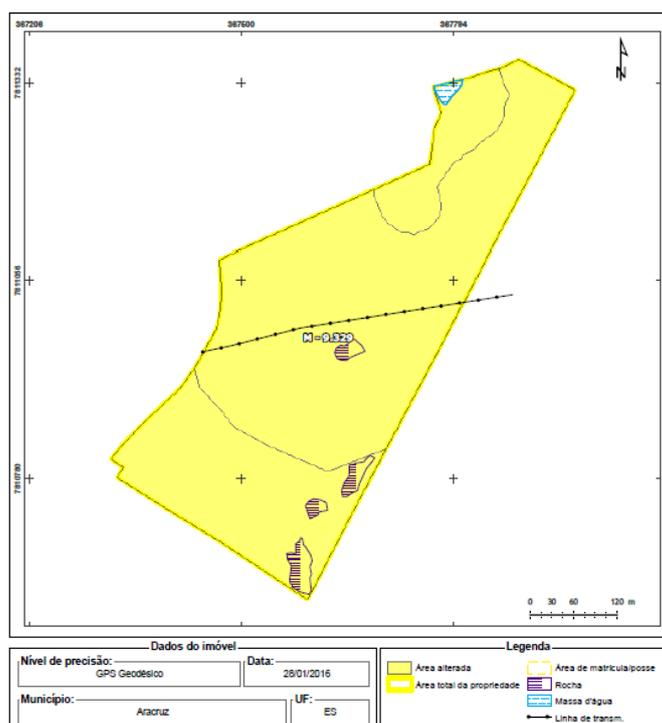 367206 367500 367794
7811332
N
7811056
M - 9.329
7810780
0 30 60 120 m
Dados do imóvel
Nível de precisão: GPS Geodésico
Data: 28/01/2016
Município: Aracruz
UF: ES
Legenda
Área alterada
Área total da propriedade
Área de matrícula/posse
Rocha
Massa d'água
Linha de transm.